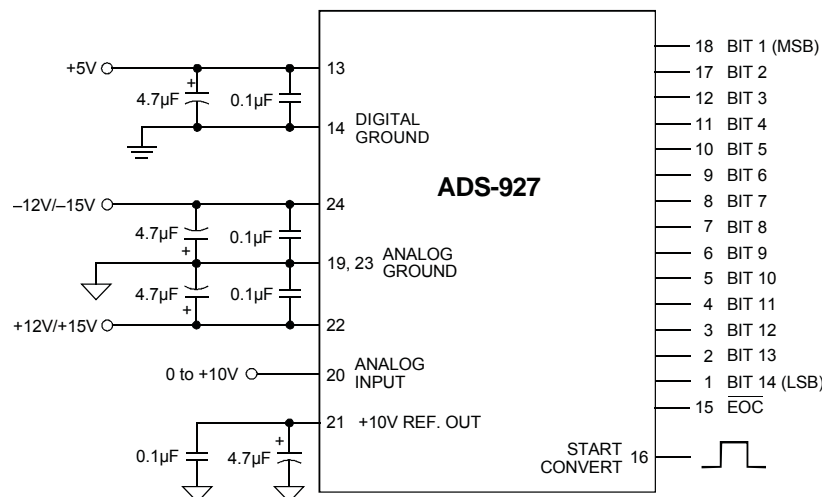 +5V
4.7µF
+
0.1µF
13
14 DIGITAL
GROUND
–12V/–15V
24
4.7µF
+
0.1µF
19, 23 ANALOG
GROUND
4.7µF
+
0.1µF
+12V/+15V
22
0 to +10V
20 ANALOG
INPUT
21 +10V REF. OUT
0.1µF
4.7µF
+
ADS-927
18 BIT 1 (MSB)
17 BIT 2
12 BIT 3
11 BIT 4
10 BIT 5
9 BIT 6
8 BIT 7
7 BIT 8
6 BIT 9
5 BIT 10
4 BIT 11
3 BIT 12
2 BIT 13
1 BIT 14 (LSB)
15 E̅O̅C̅
START
CONVERT 16